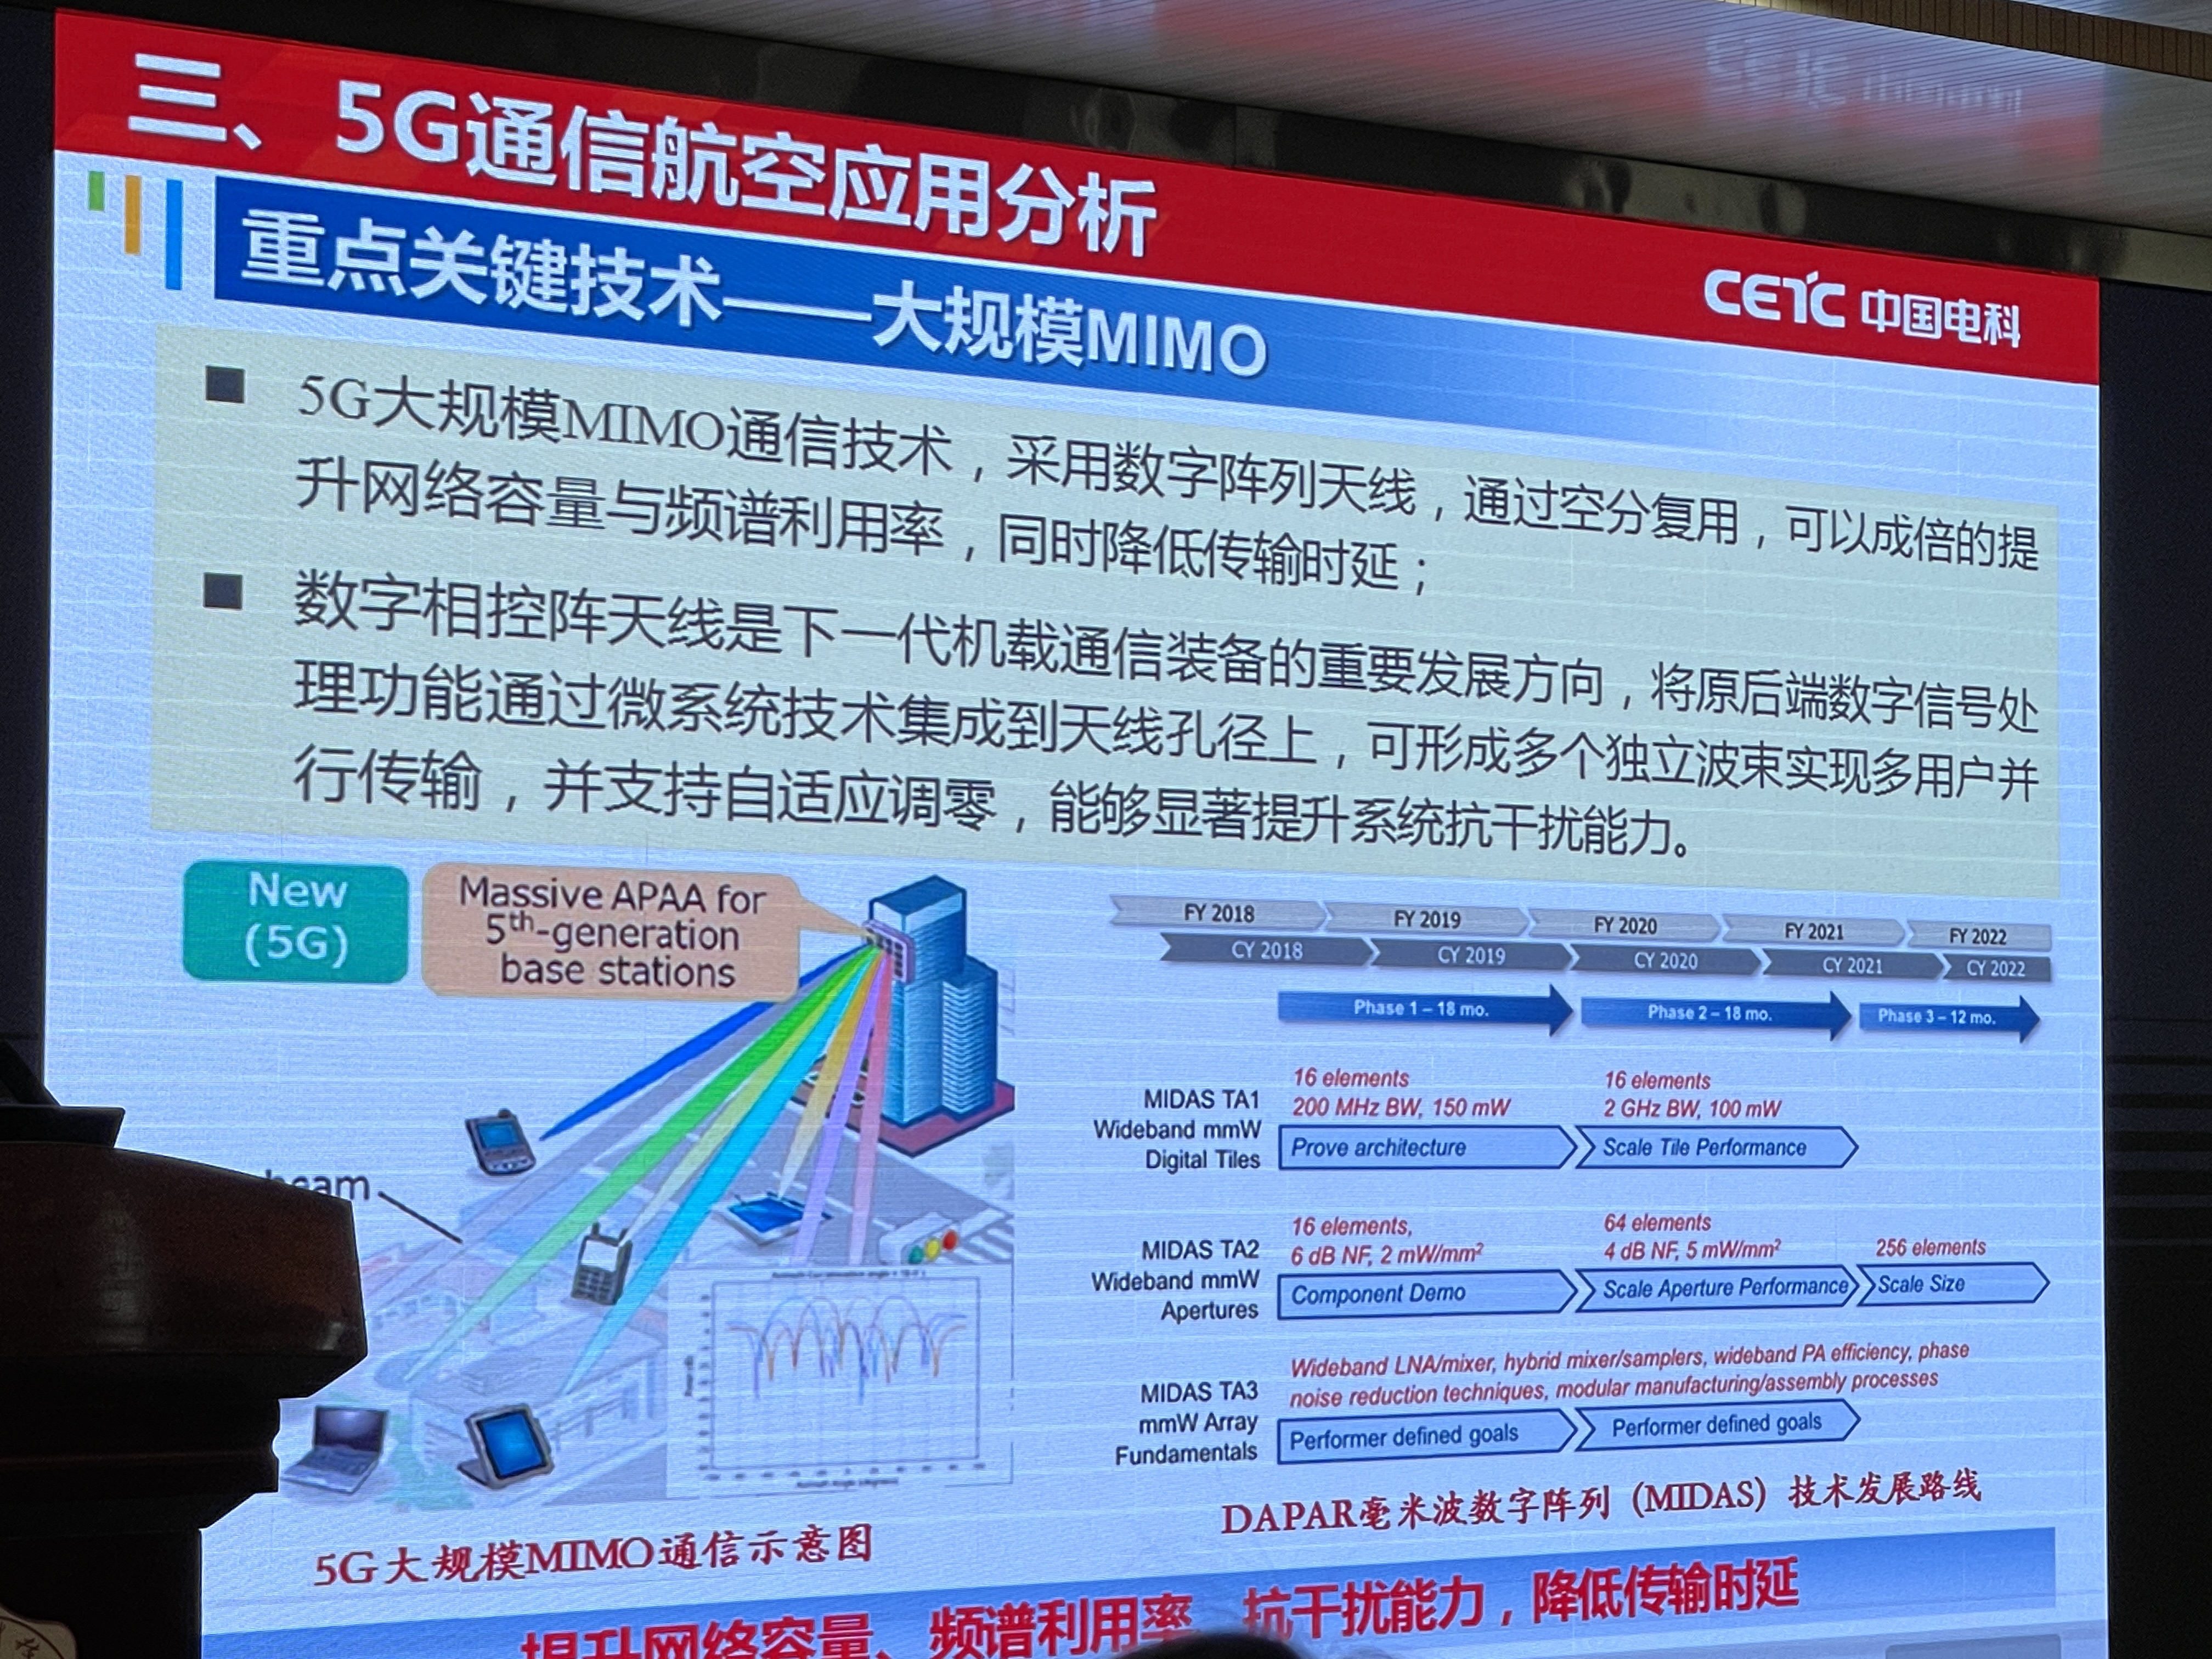 三、5G通信航空应用分析
CETC 中国电科
重点关键技术——大规模MIMO
■ 5G大规模MIMO通信技术，采用数字阵列天线，通过空分复用，可以成倍的提
升网络容量与频谱利用率，同时降低传输时延；
■ 数字相控阵天线是下一代机载通信装备的重要发展方向，将原后端数字信号处
理功能通过微系统技术集成到天线孔径上，可形成多个独立波束实现多用户并
行传输，并支持自适应调零，能够显著提升系统抗干扰能力。
New
(5G)
Massive APAA for
5th-generation
base stations
beam
5G大规模MIMO通信示意图
FY 2018 FY 2019 FY 2020 FY 2021 FY 2022
CY 2018 CY 2019 CY 2020 CY 2021 CY 2022
Phase 1 – 18 mo. Phase 2 – 18 mo. Phase 3 – 12 mo.
MIDAS TA1
Wideband mmW
Digital Tiles
16 elements
200 MHz BW, 150 mW
Prove architecture
16 elements
2 GHz BW, 100 mW
Scale Tile Performance
MIDAS TA2
Wideband mmW
Apertures
16 elements,
6 dB NF, 2 mW/mm²
Component Demo
64 elements
4 dB NF, 5 mW/mm²
Scale Aperture Performance
256 elements
Scale Size
MIDAS TA3
mmW Array
Fundamentals
Wideband LNA/mixer, hybrid mixer/samplers, wideband PA efficiency, phase
noise reduction techniques, modular manufacturing/assembly processes
Performer defined goals
Performer defined goals
DAPAR毫米波数字阵列（MIDAS）技术发展路线
提升网络容量、频谱利用率 抗干扰能力，降低传输时延